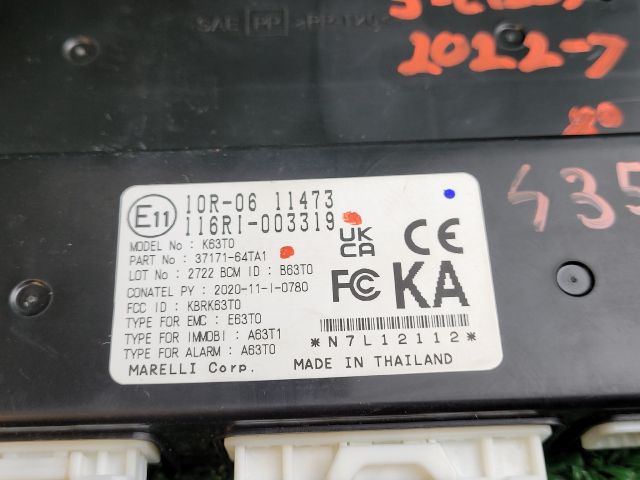 SAE PP
2022-7
435
E11
10R-06 11473
116RI-003319
MODEL No : K63T0
PART No : 37171-64TA1
LOT No : 2722 BCM ID : B63T0
CONATEL PY : 2020-11-I-0780
FCC ID : KBRK63T0
TYPE FOR EMC : E63T0
TYPE FOR IMMOBI : A63T1
TYPE FOR ALARM : A63T0
MARELLI Corp.
UK
CA
CE
FC KA
*N7L12112*
MADE IN THAILAND